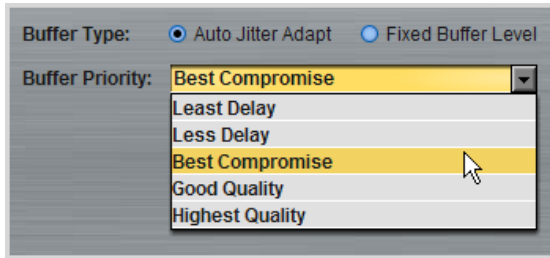 Buffer Type: Auto Jitter Adapt Fixed Buffer Level
Buffer Priority: Best Compromise
Least Delay
Less Delay
Best Compromise
Good Quality
Highest Quality